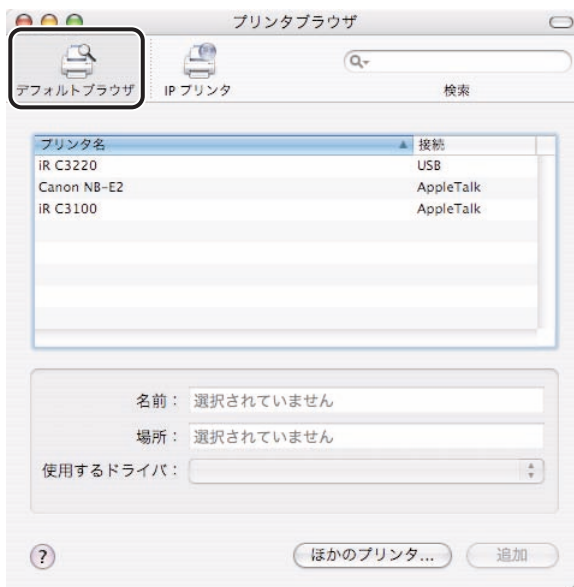 プリンタブラウザ
デフォルトブラウザ
IP プリンタ
検索
プリンタ名 接続
iR C3220 USB
Canon NB-E2 AppleTalk
iR C3100 AppleTalk
名前： 選択されていません
場所： 選択されていません
使用するドライバ：
? ほかのプリンタ... 追加